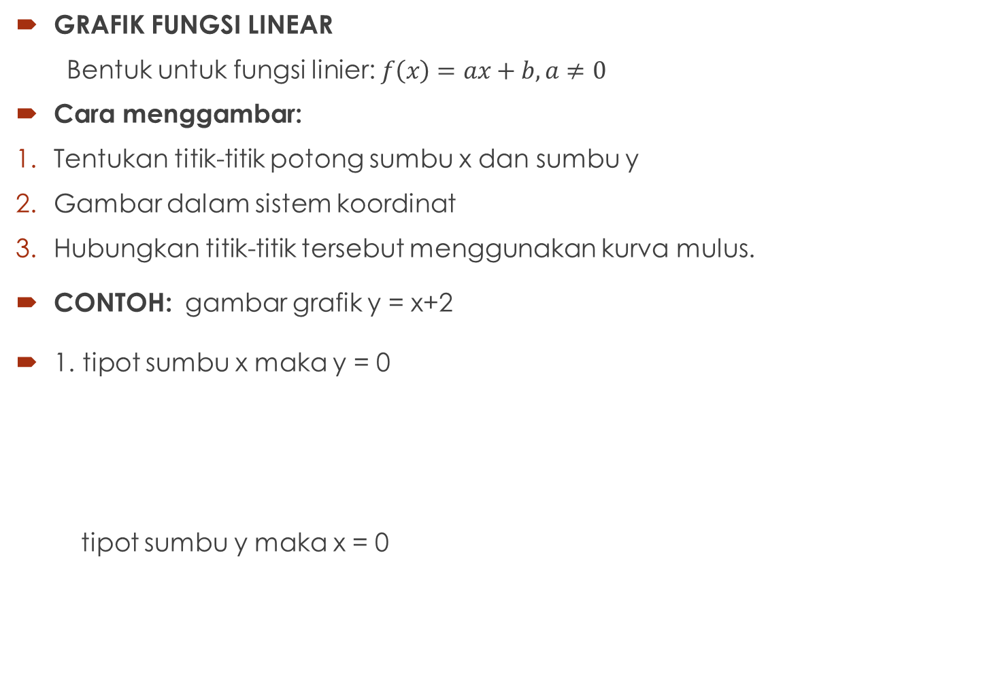 GRAFIK FUNGSI LINEAR
Bentuk untuk fungsi linier: f(x) = ax + b, a ≠ 0
Cara menggambar:
1. Tentukan titik-titik potong sumbu x dan sumbu y
2. Gambar dalam sistem koordinat
3. Hubungkan titik-titik tersebut menggunakan kurva mulus.
CONTOH: gambar grafik y = x+2
1. tipot sumbu x maka y = 0
tipot sumbu y maka x = 0